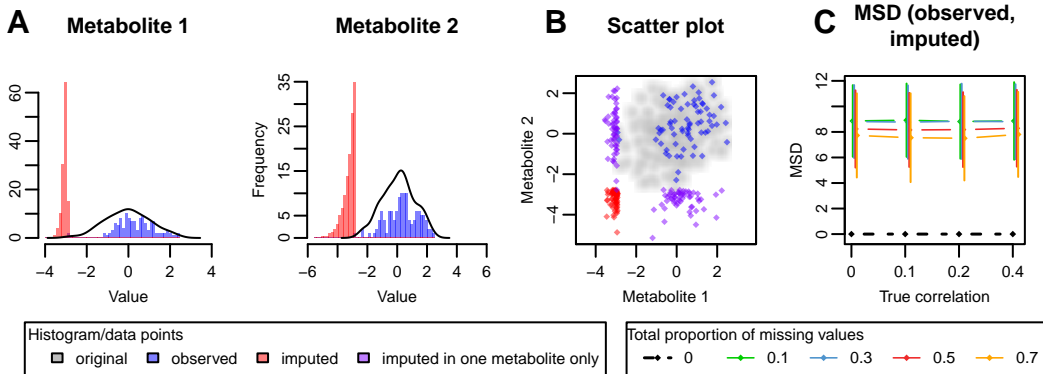 A
Metabolite 1
Metabolite 2
B
Scatter plot
C
MSD (observed,
imputed)
60
40
20
0
−4
−2
0
2
4
Value
Frequency
35
25
15
5
0
−6
−4
−2
0
2
4
6
Value
Metabolite 2
2
0
−2
−4
−4
−2
0
2
Metabolite 1
MSD
12
10
8
6
4
2
0
0
0.1
0.2
0.4
True correlation
Histogram/data points
original observed imputed imputed in one metabolite only
Total proportion of missing values
0 0.1 0.3 0.5 0.7